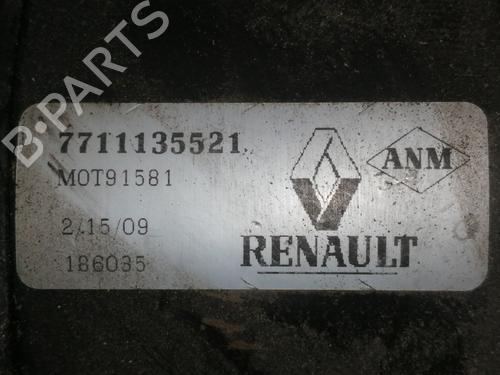 B-PARTS
7711135521
MOT91581
2/15/09
186035
RENAULT
ANM